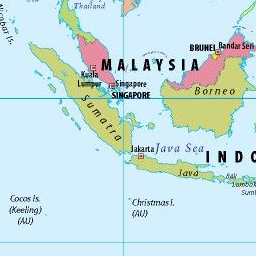 Nicobar Is.
Thailand
MALAYSIA
BRUNEI
Bandar Seri
Kuala
Lumpur
Singapore
SINGAPORE
Borneo
Sumatra
Jakarta
Java Sea
INDO
Java
Bali
Lombok
Sum
Cocos Is.
(Keeling)
(AU)
Christmas I.
(AU)